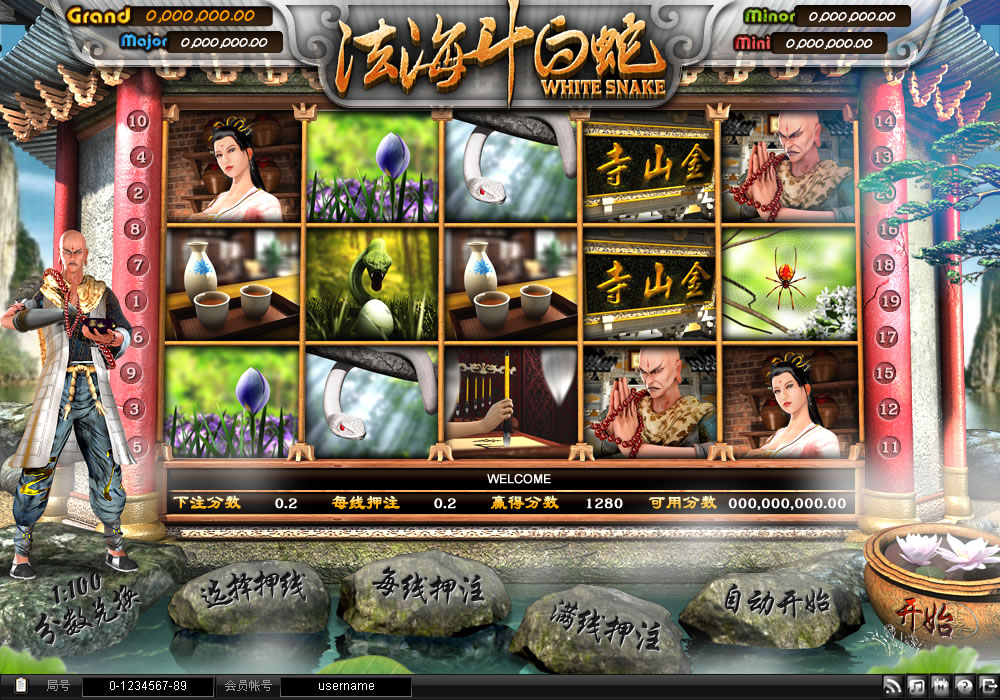 Grand 0,000,000.00
Major 0,000,000.00
法海斗白蛇
WHITE SNAKE
Minor 0,000,000.00
Mini 0,000,000.00
10
4
2
8
7
1
6
9
3
5
14
13
20
16
18
19
17
15
12
11
寺山金
寺山金
WELCOME
下注分数 0.2 每线押注 0.2 赢得分数 1280 可用分数 000,000,000.00
1:100
分数兑换
选择押线
每线押注
满线押注
自动开始
开始
局号 0-1234567-89 会员帐号 username